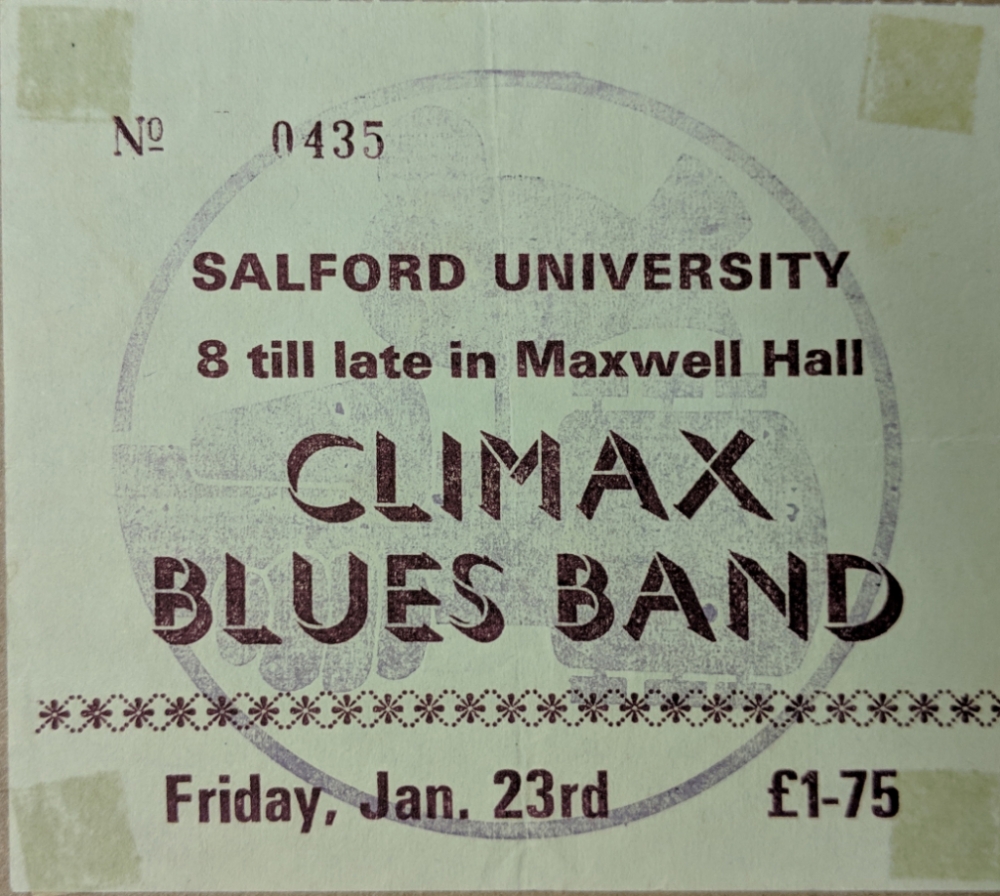 Nº 0435
SALFORD UNIVERSITY
8 till late in Maxwell Hall
CLIMAX
BLUES BAND
Friday, Jan. 23rd £1-75